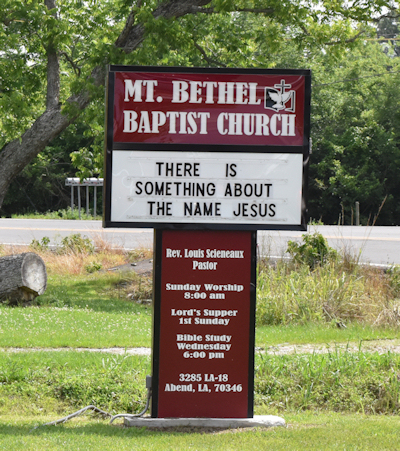 MT. BETHEL
BAPTIST CHURCH
THERE IS
SOMETHING ABOUT
THE NAME JESUS
Rev. Louis Scieneaux
Pastor
Sunday Worship
8:00 am
Lord's Supper
1st Sunday
Bible Study
Wednesday
6:00 pm
3285 LA-18
Abend, LA, 70346